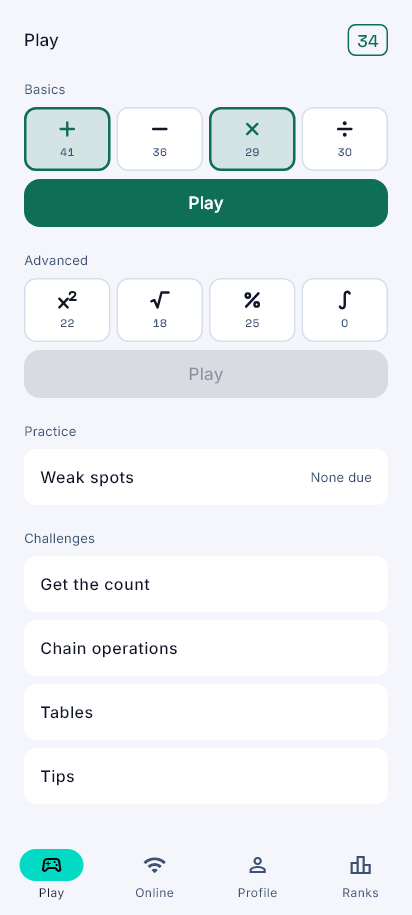 Play
34
Basics
+ − × ÷
41 36 29 30
Play
Advanced
x² √ % ∫
22 18 25 0
Play
Practice
Weak spots None due
Challenges
Get the count
Chain operations
Tables
Tips
Play Online Profile Ranks